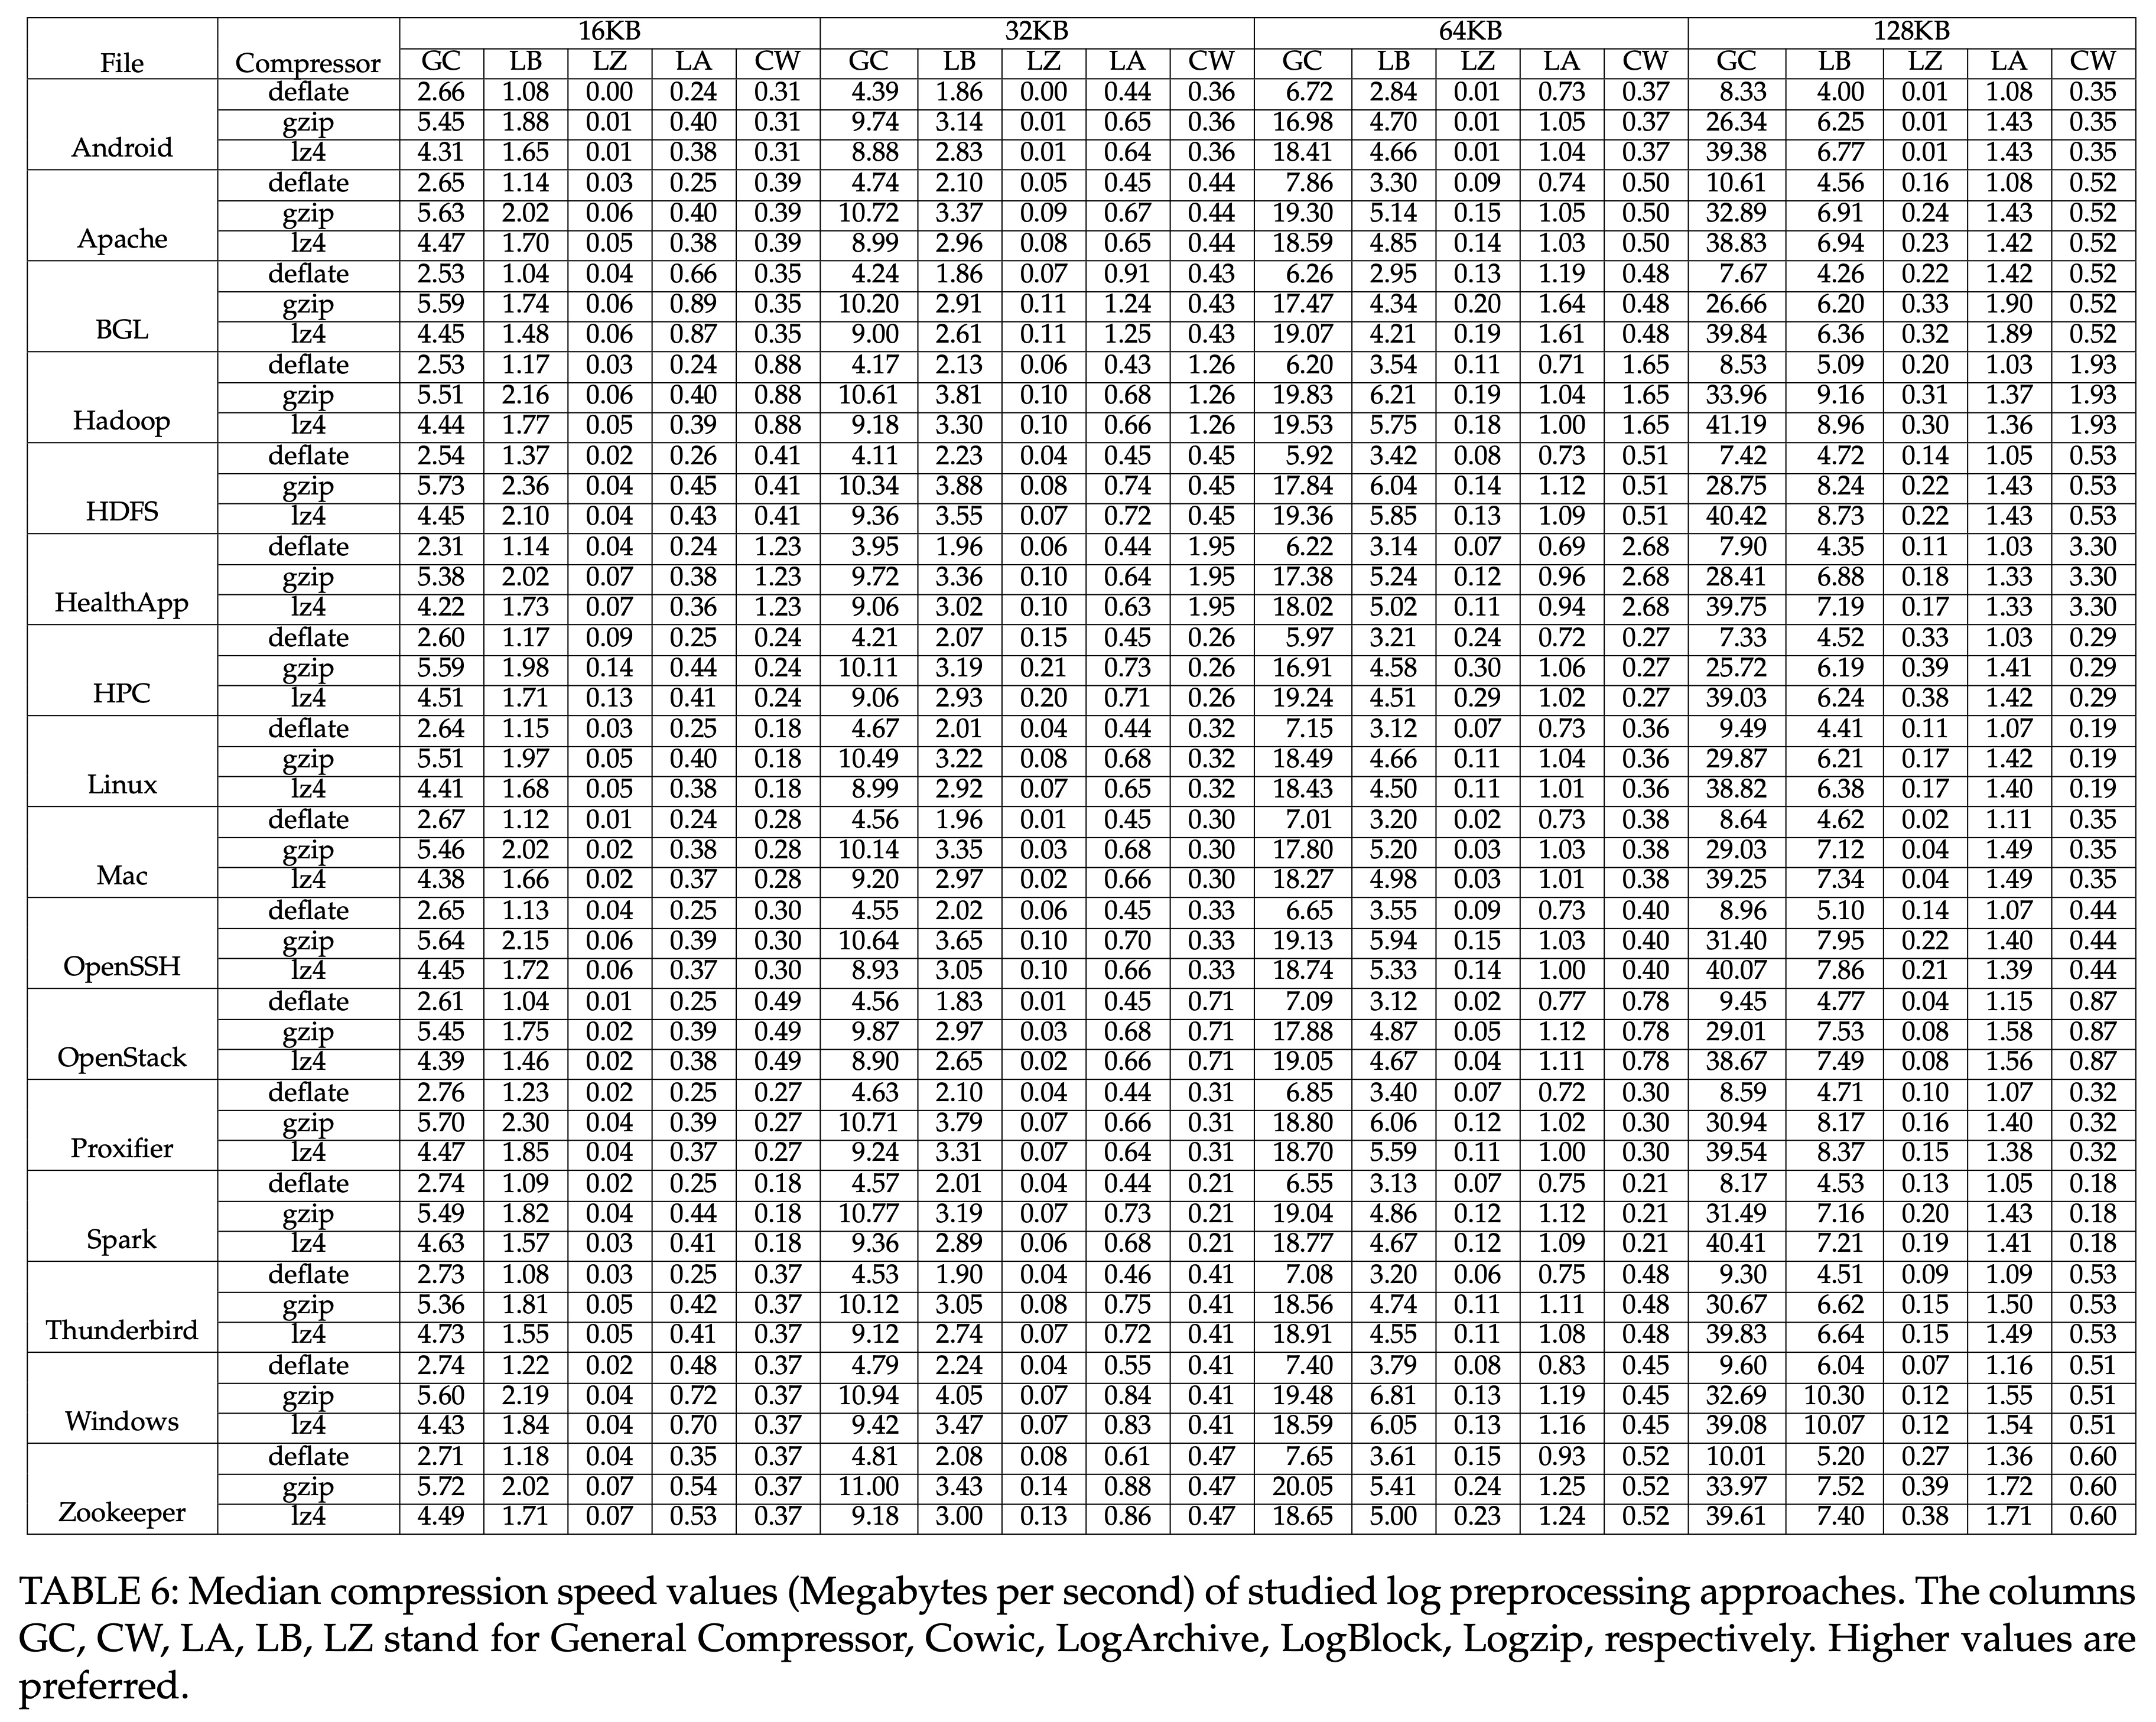 16KB 32KB 64KB 128KB
File Compressor GC LB LZ LA CW GC LB LZ LA CW GC LB LZ LA CW GC LB LZ LA CW
deflate 2.66 1.08 0.00 0.24 0.31 4.39 1.86 0.00 0.44 0.36 6.72 2.84 0.01 0.73 0.37 8.33 4.00 0.01 1.08 0.35
gzip 5.45 1.88 0.01 0.40 0.31 9.74 3.14 0.01 0.65 0.36 16.98 4.70 0.01 1.05 0.37 26.34 6.25 0.01 1.43 0.35
Android lz4 4.31 1.65 0.01 0.38 0.31 8.88 2.83 0.01 0.64 0.36 18.41 4.66 0.01 1.04 0.37 39.38 6.77 0.01 1.43 0.35
deflate 2.65 1.14 0.03 0.25 0.39 4.74 2.10 0.05 0.45 0.44 7.86 3.30 0.09 0.74 0.50 10.61 4.56 0.16 1.08 0.52
gzip 5.63 2.02 0.06 0.40 0.39 10.72 3.37 0.09 0.67 0.44 19.30 5.14 0.15 1.05 0.50 32.89 6.91 0.24 1.43 0.52
Apache lz4 4.47 1.70 0.05 0.38 0.39 8.99 2.96 0.08 0.65 0.44 18.59 4.85 0.14 1.03 0.50 38.83 6.94 0.23 1.42 0.52
deflate 2.53 1.04 0.04 0.66 0.35 4.24 1.86 0.07 0.91 0.43 6.26 2.95 0.13 1.19 0.48 7.67 4.26 0.22 1.42 0.52
gzip 5.59 1.74 0.06 0.89 0.35 10.20 2.91 0.11 1.24 0.43 17.47 4.34 0.20 1.64 0.48 26.66 6.20 0.33 1.90 0.52
BGL lz4 4.45 1.48 0.06 0.87 0.35 9.00 2.61 0.11 1.25 0.43 19.07 4.21 0.19 1.61 0.48 39.84 6.36 0.32 1.89 0.52
deflate 2.53 1.17 0.03 0.24 0.88 4.17 2.13 0.06 0.43 1.26 6.20 3.54 0.11 0.71 1.65 8.53 5.09 0.20 1.03 1.93
gzip 5.51 2.16 0.06 0.40 0.88 10.61 3.81 0.10 0.68 1.26 19.83 6.21 0.19 1.04 1.65 33.96 9.16 0.31 1.37 1.93
Hadoop lz4 4.44 1.77 0.05 0.39 0.88 9.18 3.30 0.10 0.66 1.26 19.53 5.75 0.18 1.00 1.65 41.19 8.96 0.30 1.36 1.93
deflate 2.54 1.37 0.02 0.26 0.41 4.11 2.23 0.04 0.45 0.45 5.92 3.42 0.08 0.73 0.51 7.42 4.72 0.14 1.05 0.53
gzip 5.73 2.36 0.04 0.45 0.41 10.34 3.88 0.08 0.74 0.45 17.84 6.04 0.14 1.12 0.51 28.75 8.24 0.22 1.43 0.53
HDFS lz4 4.45 2.10 0.04 0.43 0.41 9.36 3.55 0.07 0.72 0.45 19.36 5.85 0.13 1.09 0.51 40.42 8.73 0.22 1.43 0.53
deflate 2.31 1.14 0.04 0.24 1.23 3.95 1.96 0.06 0.44 1.95 6.22 3.14 0.07 0.69 2.68 7.90 4.35 0.11 1.03 3.30
gzip 5.38 2.02 0.07 0.38 1.23 9.72 3.36 0.10 0.64 1.95 17.38 5.24 0.12 0.96 2.68 28.41 6.88 0.18 1.33 3.30
HealthApp lz4 4.22 1.73 0.07 0.36 1.23 9.06 3.02 0.10 0.63 1.95 18.02 5.02 0.11 0.94 2.68 39.75 7.19 0.17 1.33 3.30
deflate 2.60 1.17 0.09 0.25 0.24 4.21 2.07 0.15 0.45 0.26 5.97 3.21 0.24 0.72 0.27 7.33 4.52 0.33 1.03 0.29
gzip 5.59 1.98 0.14 0.44 0.24 10.11 3.19 0.21 0.73 0.26 16.91 4.58 0.30 1.06 0.27 25.72 6.19 0.39 1.41 0.29
HPC lz4 4.51 1.71 0.13 0.41 0.24 9.06 2.93 0.20 0.71 0.26 19.24 4.51 0.29 1.02 0.27 39.03 6.24 0.38 1.42 0.29
deflate 2.64 1.15 0.03 0.25 0.18 4.67 2.01 0.04 0.44 0.32 7.15 3.12 0.07 0.73 0.36 9.49 4.41 0.11 1.07 0.19
gzip 5.51 1.97 0.05 0.40 0.18 10.49 3.22 0.08 0.68 0.32 18.49 4.66 0.11 1.04 0.36 29.87 6.21 0.17 1.42 0.19
Linux lz4 4.41 1.68 0.05 0.38 0.18 8.99 2.92 0.07 0.65 0.32 18.43 4.50 0.11 1.01 0.36 38.82 6.38 0.17 1.40 0.19
deflate 2.67 1.12 0.01 0.24 0.28 4.56 1.96 0.01 0.45 0.30 7.01 3.20 0.02 0.73 0.38 8.64 4.62 0.02 1.11 0.35
gzip 5.46 2.02 0.02 0.38 0.28 10.14 3.35 0.03 0.68 0.30 17.80 5.20 0.03 1.03 0.38 29.03 7.12 0.04 1.49 0.35
Mac lz4 4.38 1.66 0.02 0.37 0.28 9.20 2.97 0.02 0.66 0.30 18.27 4.98 0.03 1.01 0.38 39.25 7.34 0.04 1.49 0.35
deflate 2.65 1.13 0.04 0.25 0.30 4.55 2.02 0.06 0.45 0.33 6.65 3.55 0.09 0.73 0.40 8.96 5.10 0.14 1.07 0.44
gzip 5.64 2.15 0.06 0.39 0.30 10.64 3.65 0.10 0.70 0.33 19.13 5.94 0.15 1.03 0.40 31.40 7.95 0.22 1.40 0.44
OpenSSH lz4 4.45 1.72 0.06 0.37 0.30 8.93 3.05 0.10 0.66 0.33 18.74 5.33 0.14 1.00 0.40 40.07 7.86 0.21 1.39 0.44
deflate 2.61 1.04 0.01 0.25 0.49 4.56 1.83 0.01 0.45 0.71 7.09 3.12 0.02 0.77 0.78 9.45 4.77 0.04 1.15 0.87
gzip 5.45 1.75 0.02 0.39 0.49 9.87 2.97 0.03 0.68 0.71 17.88 4.87 0.05 1.12 0.78 29.01 7.53 0.08 1.58 0.87
OpenStack lz4 4.39 1.46 0.02 0.38 0.49 8.90 2.65 0.02 0.66 0.71 19.05 4.67 0.04 1.11 0.78 38.67 7.49 0.08 1.56 0.87
deflate 2.76 1.23 0.02 0.25 0.27 4.63 2.10 0.04 0.44 0.31 6.85 3.40 0.07 0.72 0.30 8.59 4.71 0.10 1.07 0.32
gzip 5.70 2.30 0.04 0.39 0.27 10.71 3.79 0.07 0.66 0.31 18.80 6.06 0.12 1.02 0.30 30.94 8.17 0.16 1.40 0.32
Proxifier lz4 4.47 1.85 0.04 0.37 0.27 9.24 3.31 0.07 0.64 0.31 18.70 5.59 0.11 1.00 0.30 39.54 8.37 0.15 1.38 0.32
deflate 2.74 1.09 0.02 0.25 0.18 4.57 2.01 0.04 0.44 0.21 6.55 3.13 0.07 0.75 0.21 8.17 4.53 0.13 1.05 0.18
gzip 5.49 1.82 0.04 0.44 0.18 10.77 3.19 0.07 0.73 0.21 19.04 4.86 0.12 1.12 0.21 31.49 7.16 0.20 1.43 0.18
Spark lz4 4.63 1.57 0.03 0.41 0.18 9.36 2.89 0.06 0.68 0.21 18.77 4.67 0.12 1.09 0.21 40.41 7.21 0.19 1.41 0.18
deflate 2.73 1.08 0.03 0.25 0.37 4.53 1.90 0.04 0.46 0.41 7.08 3.20 0.06 0.75 0.48 9.30 4.51 0.09 1.09 0.53
gzip 5.36 1.81 0.05 0.42 0.37 10.12 3.05 0.08 0.75 0.41 18.56 4.74 0.11 1.11 0.48 30.67 6.62 0.15 1.50 0.53
Thunderbird lz4 4.73 1.55 0.05 0.41 0.37 9.12 2.74 0.07 0.72 0.41 18.91 4.55 0.11 1.08 0.48 39.83 6.64 0.15 1.49 0.53
deflate 2.74 1.22 0.02 0.48 0.37 4.79 2.24 0.04 0.55 0.41 7.40 3.79 0.08 0.83 0.45 9.60 6.04 0.07 1.16 0.51
gzip 5.60 2.19 0.04 0.72 0.37 10.94 4.05 0.07 0.84 0.41 19.48 6.81 0.13 1.19 0.45 32.69 10.30 0.12 1.55 0.51
Windows lz4 4.43 1.84 0.04 0.70 0.37 9.42 3.47 0.07 0.83 0.41 18.59 6.05 0.13 1.16 0.45 39.08 10.07 0.12 1.54 0.51
deflate 2.71 1.18 0.04 0.35 0.37 4.81 2.08 0.08 0.61 0.47 7.65 3.61 0.15 0.93 0.52 10.01 5.20 0.27 1.36 0.60
gzip 5.72 2.02 0.07 0.54 0.37 11.00 3.43 0.14 0.88 0.47 20.05 5.41 0.24 1.25 0.52 33.97 7.52 0.39 1.72 0.60
Zookeeper lz4 4.49 1.71 0.07 0.53 0.37 9.18 3.00 0.13 0.86 0.47 18.65 5.00 0.23 1.24 0.52 39.61 7.40 0.38 1.71 0.60
TABLE 6: Median compression speed values (Megabytes per second) of studied log preprocessing approaches. The columns
GC, CW, LA, LB, LZ stand for General Compressor, Cowic, LogArchive, LogBlock, Logzip, respectively. Higher values are
preferred.